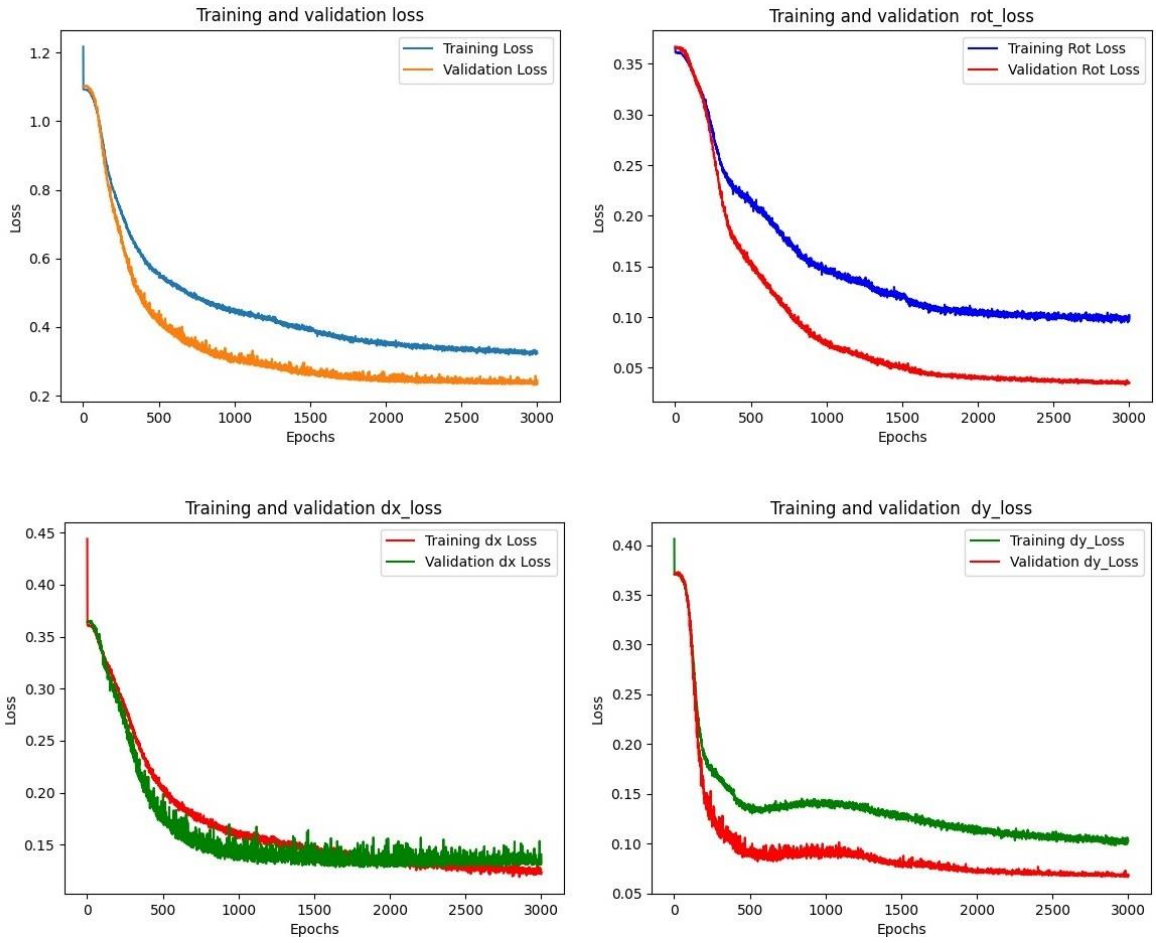 Training and validation loss
Training Loss
Validation Loss
1.2
1.0
0.8
0.6
0.4
0.2
Loss
0 500 1000 1500 2000 2500 3000
Epochs
Training and validation  rot_loss
Training Rot Loss
Validation Rot Loss
0.35
0.30
0.25
0.20
0.15
0.10
0.05
Loss
0 500 1000 1500 2000 2500 3000
Epochs
Training and validation dx_loss
Training dx Loss
Validation dx Loss
0.45
0.40
0.35
0.30
0.25
0.20
0.15
Loss
0 500 1000 1500 2000 2500 3000
Epochs
Training and validation  dy_loss
Training dy_Loss
Validation dy_Loss
0.40
0.35
0.30
0.25
0.20
0.15
0.10
0.05
Loss
0 500 1000 1500 2000 2500 3000
Epochs